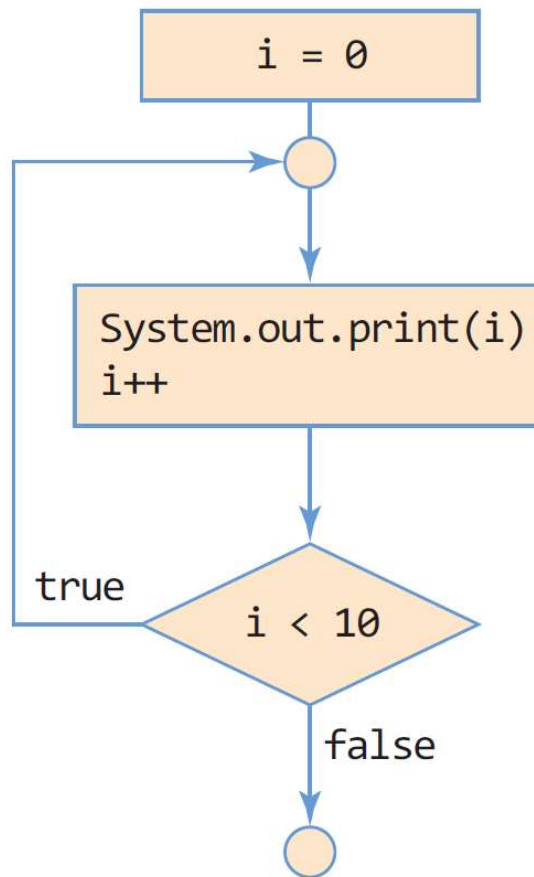 i = 0
System.out.print(i)
i++
i < 10
true
false